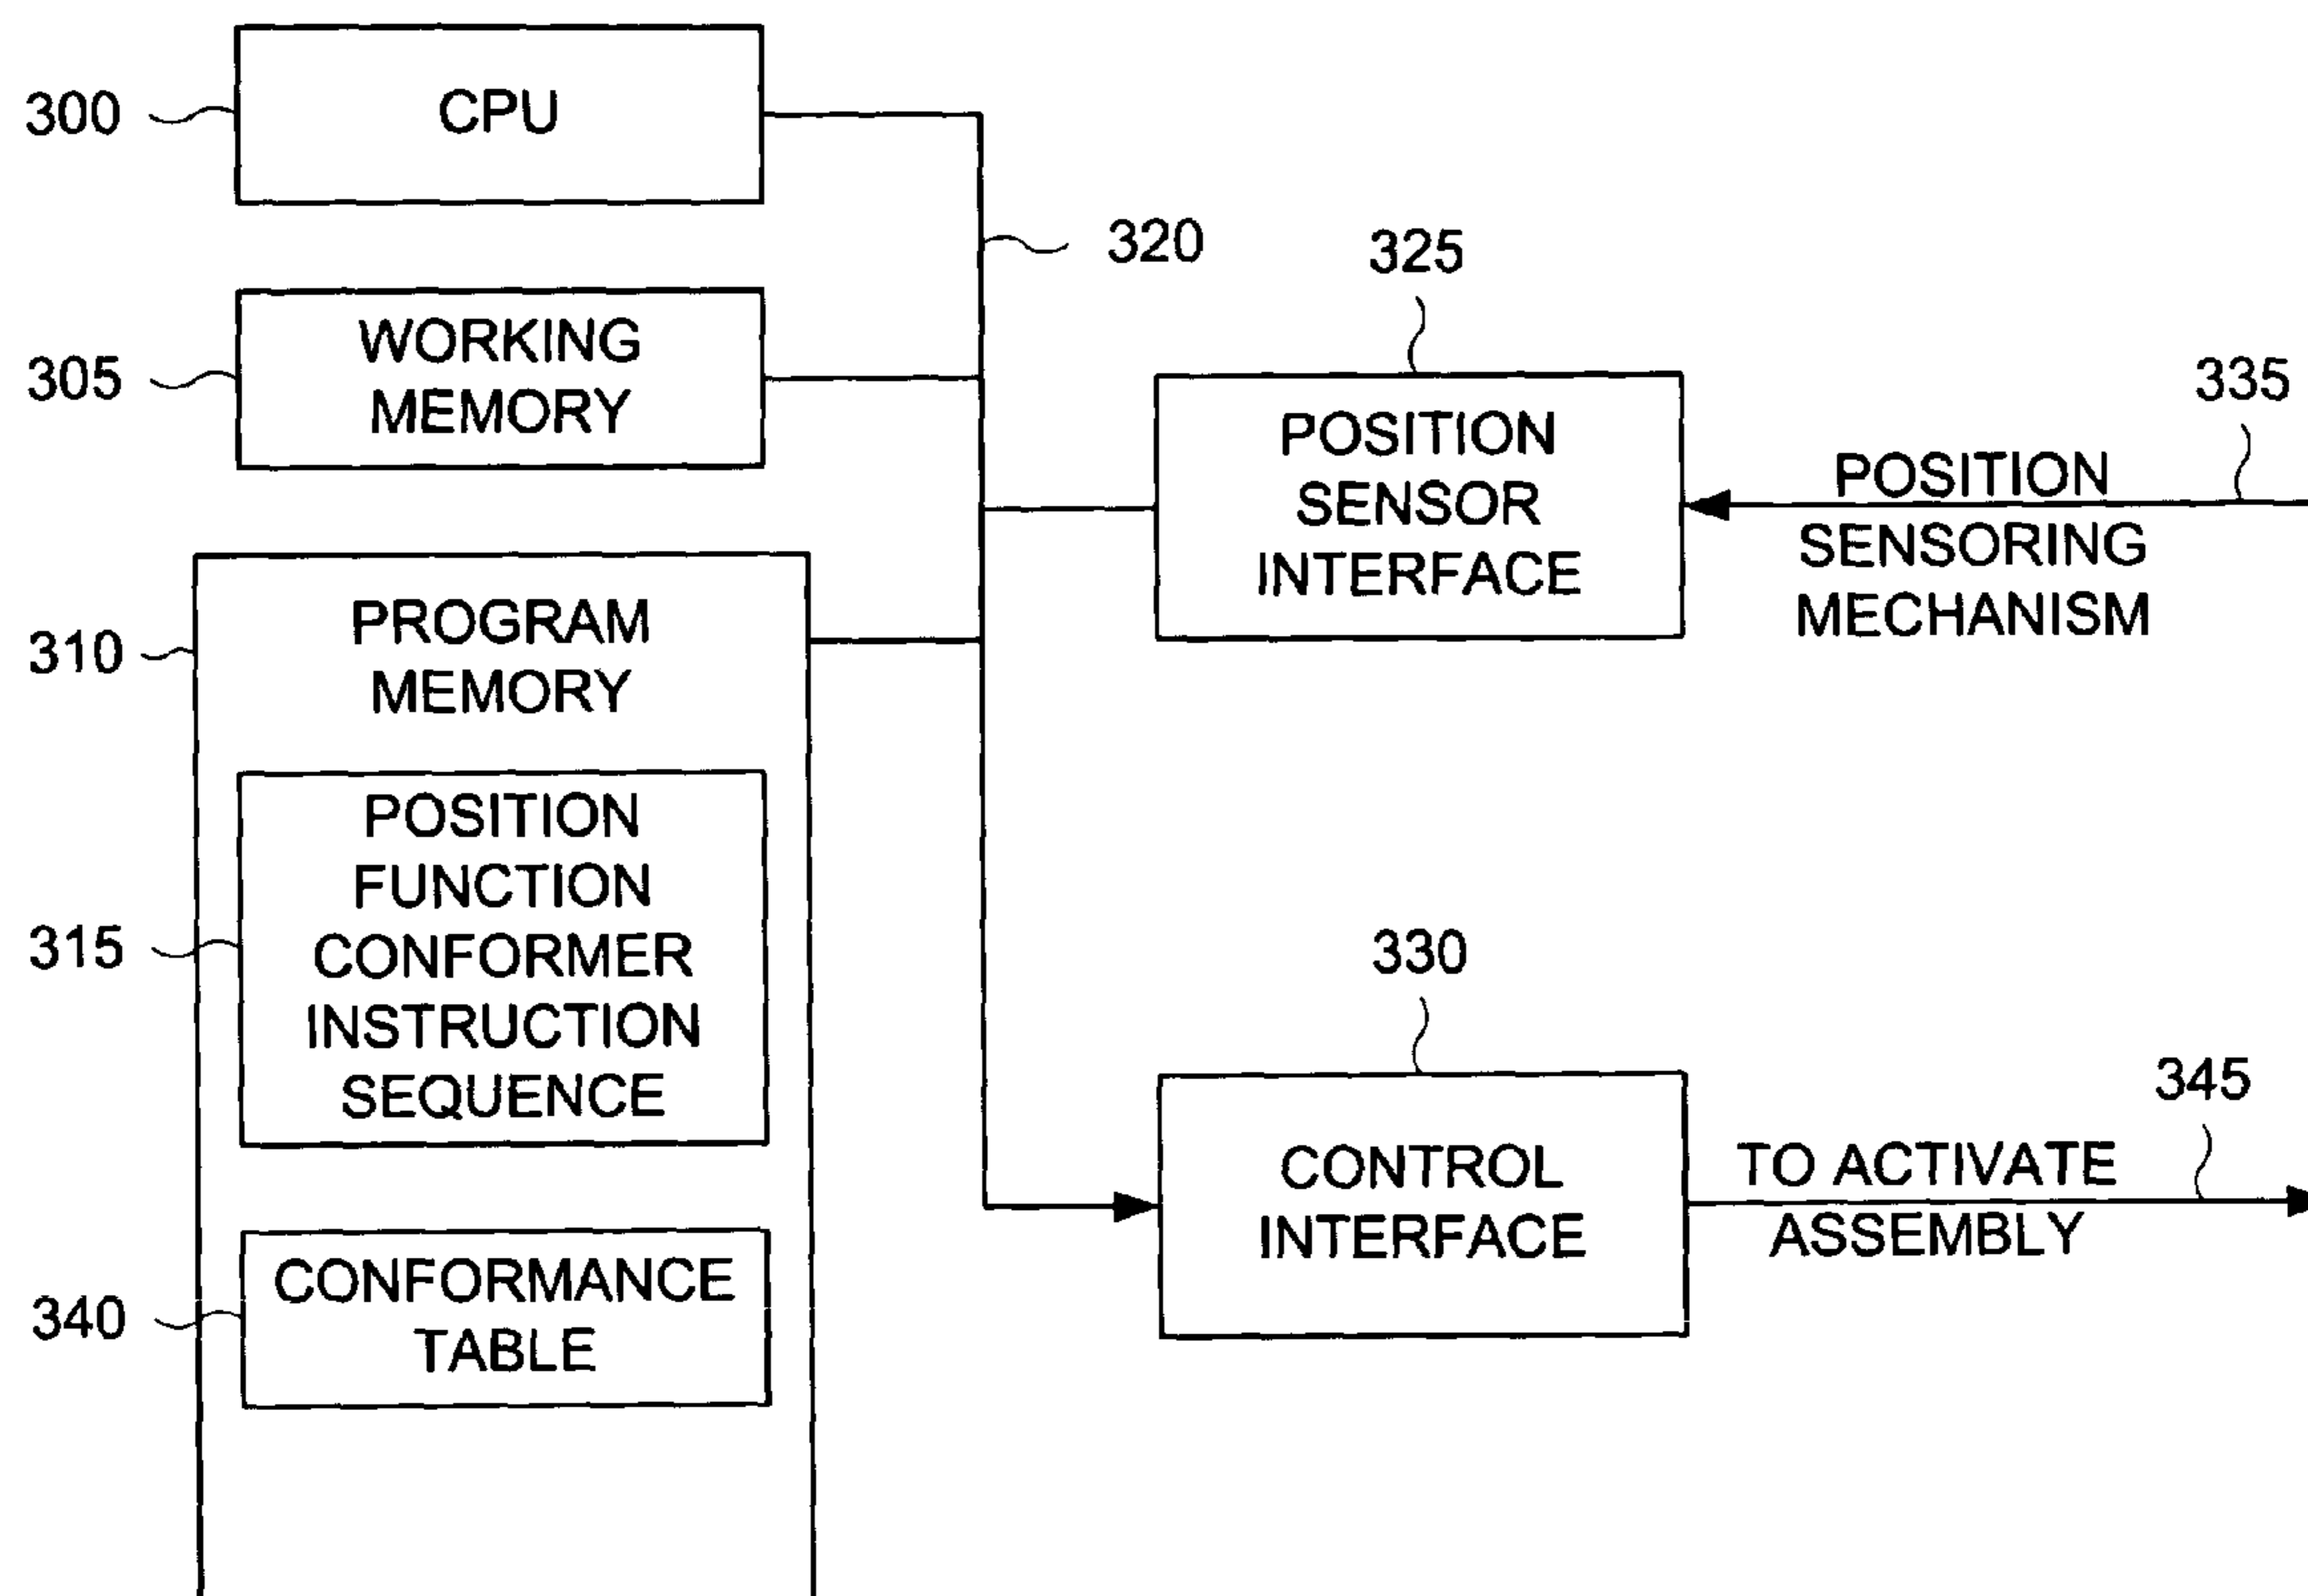 300
CPU
320
305
WORKING
MEMORY
325
POSITION
SENSOR
INTERFACE
335
POSITION
SENSORING
MECHANISM
310
PROGRAM
MEMORY
315
POSITION
FUNCTION
CONFORMER
INSTRUCTION
SEQUENCE
340
CONFORMANCE
TABLE
330
CONTROL
INTERFACE
345
TO ACTIVATE
ASSEMBLY